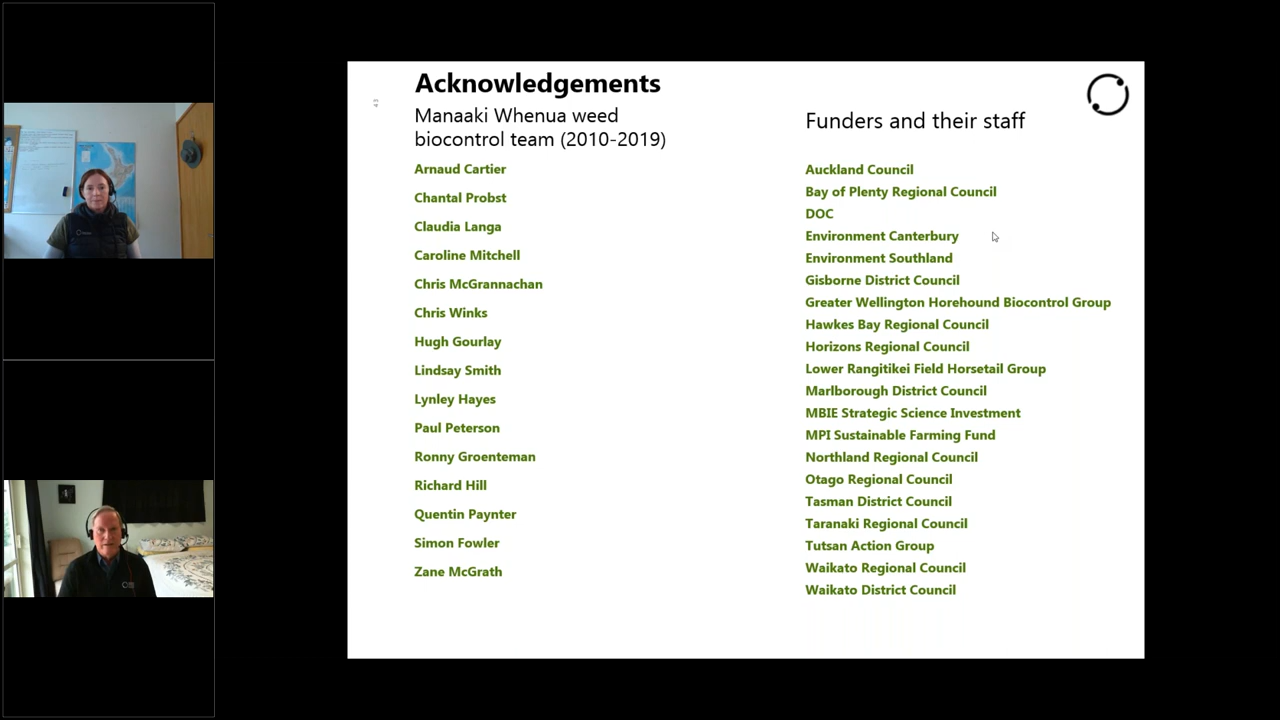 Acknowledgements
Manaaki Whenua weed
biocontrol team (2010-2019)
Arnaud Cartier
Chantal Probst
Claudia Langa
Caroline Mitchell
Chris McGrannachan
Chris Winks
Hugh Gourlay
Lindsay Smith
Lynley Hayes
Paul Peterson
Ronny Groenteman
Richard Hill
Quentin Paynter
Simon Fowler
Zane McGrath
Funders and their staff
Auckland Council
Bay of Plenty Regional Council
DOC
Environment Canterbury
Environment Southland
Gisborne District Council
Greater Wellington Horehound Biocontrol Group
Hawkes Bay Regional Council
Horizons Regional Council
Lower Rangitikei Field Horsetail Group
Marlborough District Council
MBIE Strategic Science Investment
MPI Sustainable Farming Fund
Northland Regional Council
Otago Regional Council
Tasman District Council
Taranaki Regional Council
Tutsan Action Group
Waikato Regional Council
Waikato District Council